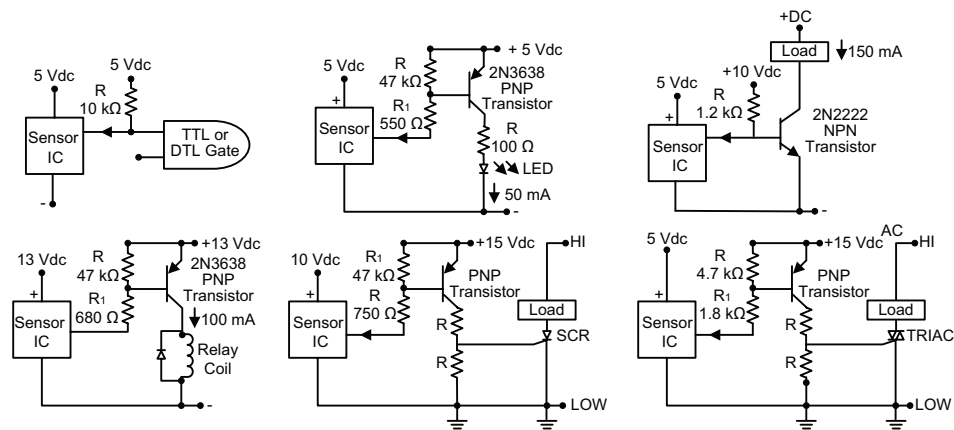 5 Vdc
5 Vdc
R
10 kΩ
Sensor
IC
TTL or
DTL Gate
-
+ 5 Vdc
5 Vdc
R
47 kΩ
2N3638
PNP
Transistor
+
Sensor
IC
R1
550 Ω
R
100 Ω
LED
50 mA
-
+DC
Load
150 mA
5 Vdc
+10 Vdc
R
1.2 kΩ
+
Sensor
IC
2N2222
NPN
Transistor
-
+13 Vdc
13 Vdc
R
47 kΩ
2N3638
PNP
Transistor
+
Sensor
IC
R1
680 Ω
100 mA
Relay
Coil
-
+15 Vdc
10 Vdc
R1
47 kΩ
PNP
Transistor
HI
+
Sensor
IC
R
750 Ω
R
Load
SCR
R
LOW
AC
+15 Vdc
HI
5 Vdc
R
4.7 kΩ
PNP
Transistor
+
Sensor
IC
R1
1.8 kΩ
R
Load
TRIAC
R
LOW